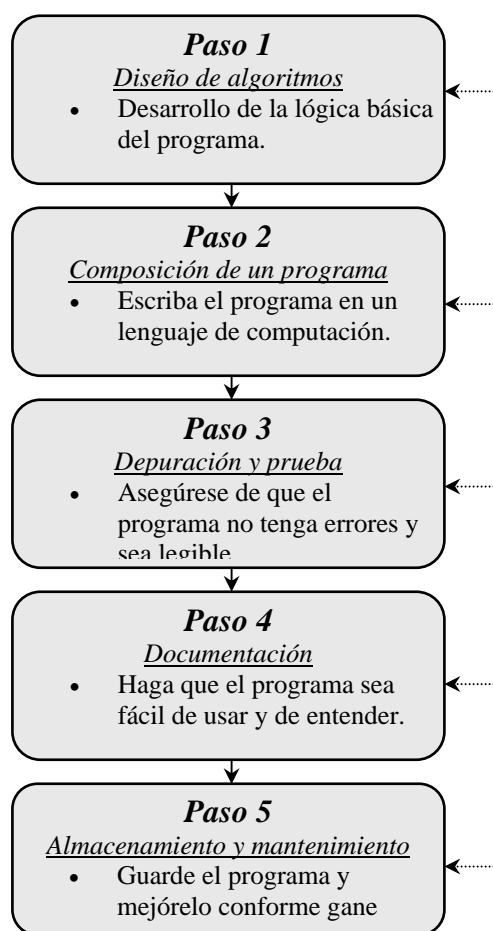 Paso 1
Diseño de algoritmos
• Desarrollo de la lógica básica
del programa.
Paso 2
Composición de un programa
• Escriba el programa en un
lenguaje de computación.
Paso 3
Depuración y prueba
• Asegúrese de que el
programa no tenga errores y
sea legible
Paso 4
Documentación
• Haga que el programa sea
fácil de usar y de entender.
Paso 5
Almacenamiento y mantenimiento
• Guarde el programa y
mejórelo conforme gane